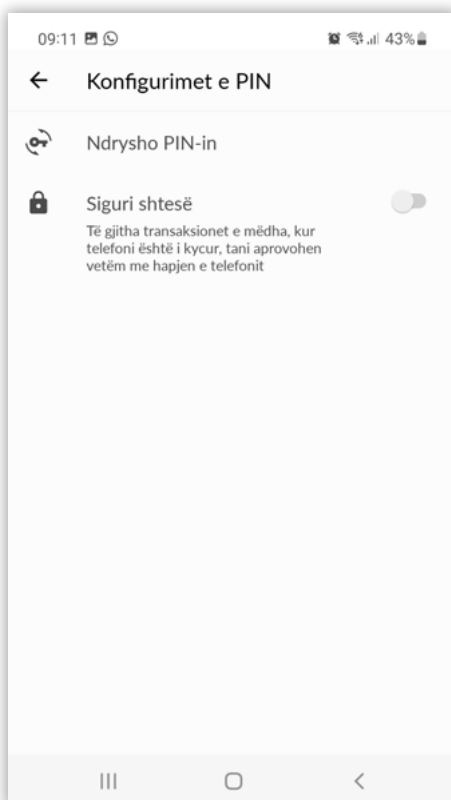 09:11 43%
Konfigurimet e PIN
Ndrysho PIN-in
Siguri shtesë
Të gjitha transaksionet e mëdha, kur
telefoni është i kycur, tani aprovohen
vetëm me hapjen e telefonit